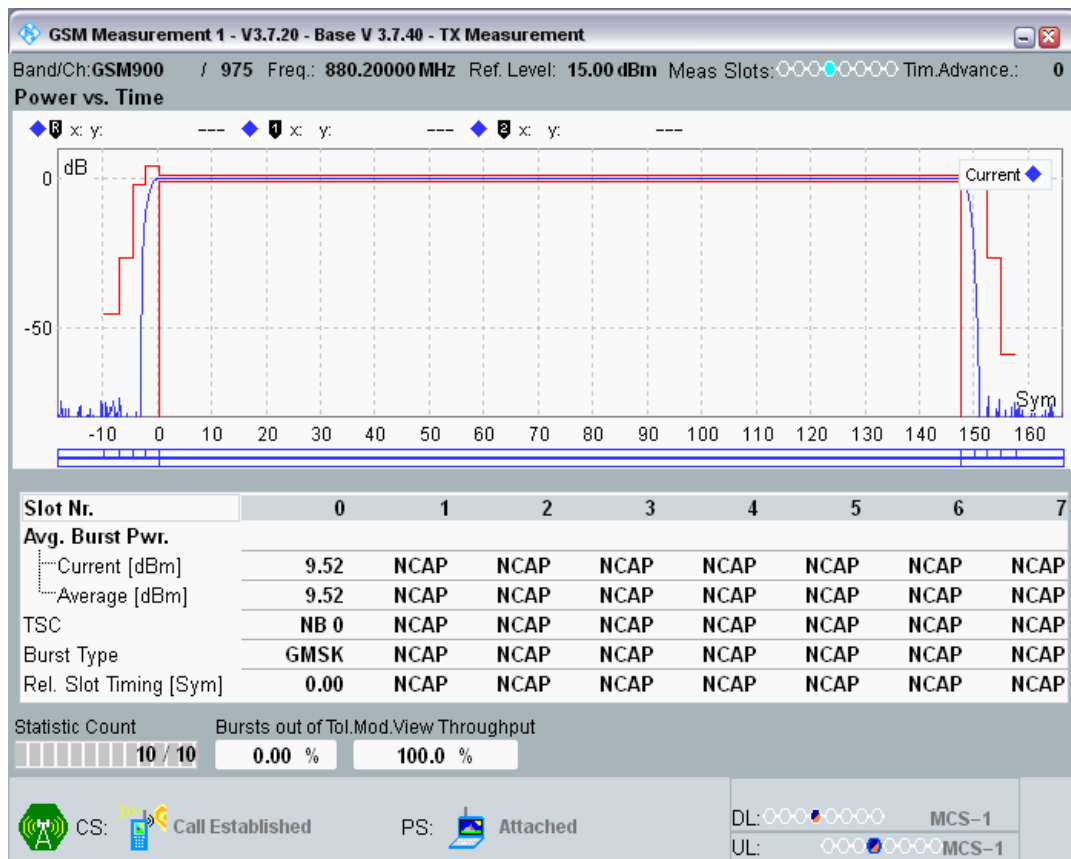 GSM Measurement 1 - V3.7.20 - Base V 3.7.40 - TX Measurement
Band/Ch:GSM900 / 975 Freq.: 880.20000 MHz Ref. Level: 15.00 dBm Meas Slots: Tim.Advance.: 0
Power vs. Time
R x: y: --- 1 x: y: --- 2 x: y: ---
dB
0
Current
-50
Sym
-10 0 10 20 30 40 50 60 70 80 90 100 110 120 130 140 150 160
Slot Nr. 0 1 2 3 4 5 6 7
Avg. Burst Pwr.
Current [dBm] 9.52 NCAP NCAP NCAP NCAP NCAP NCAP NCAP
Average [dBm] 9.52 NCAP NCAP NCAP NCAP NCAP NCAP NCAP
TSC NB 0 NCAP NCAP NCAP NCAP NCAP NCAP NCAP
Burst Type GMSK NCAP NCAP NCAP NCAP NCAP NCAP NCAP
Rel. Slot Timing [Sym] 0.00 NCAP NCAP NCAP NCAP NCAP NCAP NCAP
Statistic Count Bursts out of Tol.Mod.View Throughput
10 / 10 0.00 % 100.0 %
CS: Call Established PS: Attached DL: MCS-1
UL: MCS-1